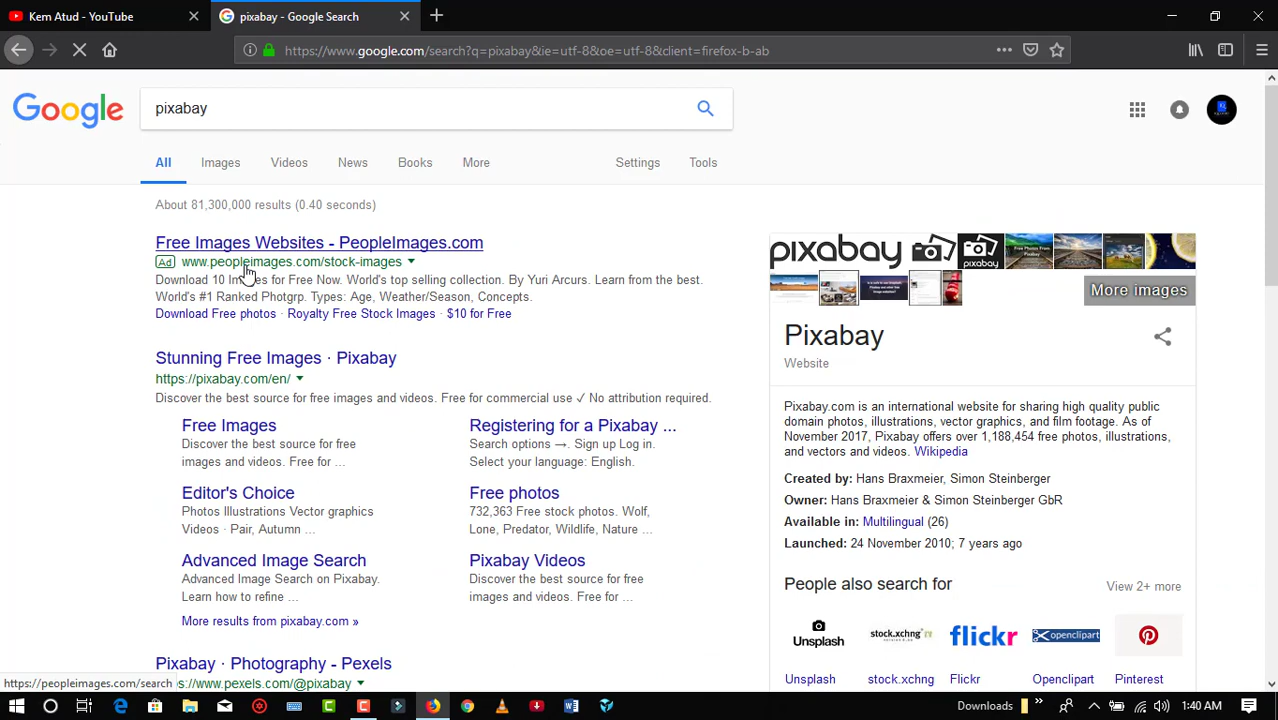 Kem Atud - YouTube
pixabay - Google Search
https://www.google.com/search?q=pixabay&ie=utf-8&oe=utf-8&client=firefox-b-ab
Google
pixabay
All Images Videos News Books More Settings Tools
About 81,300,000 results (0.40 seconds)
Free Images Websites - PeopleImages.com
Ad www.peopleimages.com/stock-images
Download 10 Images for Free Now. World's top selling collection. By Yuri Arcurs. Learn from the best.
World's #1 Ranked Photgrp. Types: Age, Weather/Season, Concepts.
Download Free photos · Royalty Free Stock Images · $10 for Free
Stunning Free Images · Pixabay
https://pixabay.com/en/
Discover the best source for free images and videos. Free for commercial use ✓ No attribution required.
Free Images
Discover the best source for free
images and videos. Free for ...
Registering for a Pixabay ...
Search options →. Sign up Log in.
Select your language: English.
Editor's Choice
Photos Illustrations Vector graphics
Videos · Pair, Autumn ...
Free photos
732,363 Free stock photos. Wolf,
Lone, Predator, Wildlife, Nature ...
Advanced Image Search
Advanced Image Search on Pixabay.
Learn how to refine ...
Pixabay Videos
Discover the best source for free
images and videos. Free for ...
More results from pixabay.com »
Pixabay · Photography - Pexels
s://www.pexels.com/@pixabay
https://peopleimages.com/search
pixabay
pixabay
More images
Pixabay
Website
Pixabay.com is an international website for sharing high quality public
domain photos, illustrations, vector graphics, and film footage. As of
November 2017, Pixabay offers over 1,188,454 free photos, illustrations,
and vectors and videos. Wikipedia
Created by: Hans Braxmeier, Simon Steinberger
Owner: Hans Braxmeier & Simon Steinberger GbR
Available in: Multilingual (26)
Launched: 24 November 2010; 7 years ago
People also search for
View 2+ more
Unsplash
stock.xchng
flickr
openclipart
Unsplash stock.xchng Flickr Openclipart Pinterest
Downloads
1:40 AM